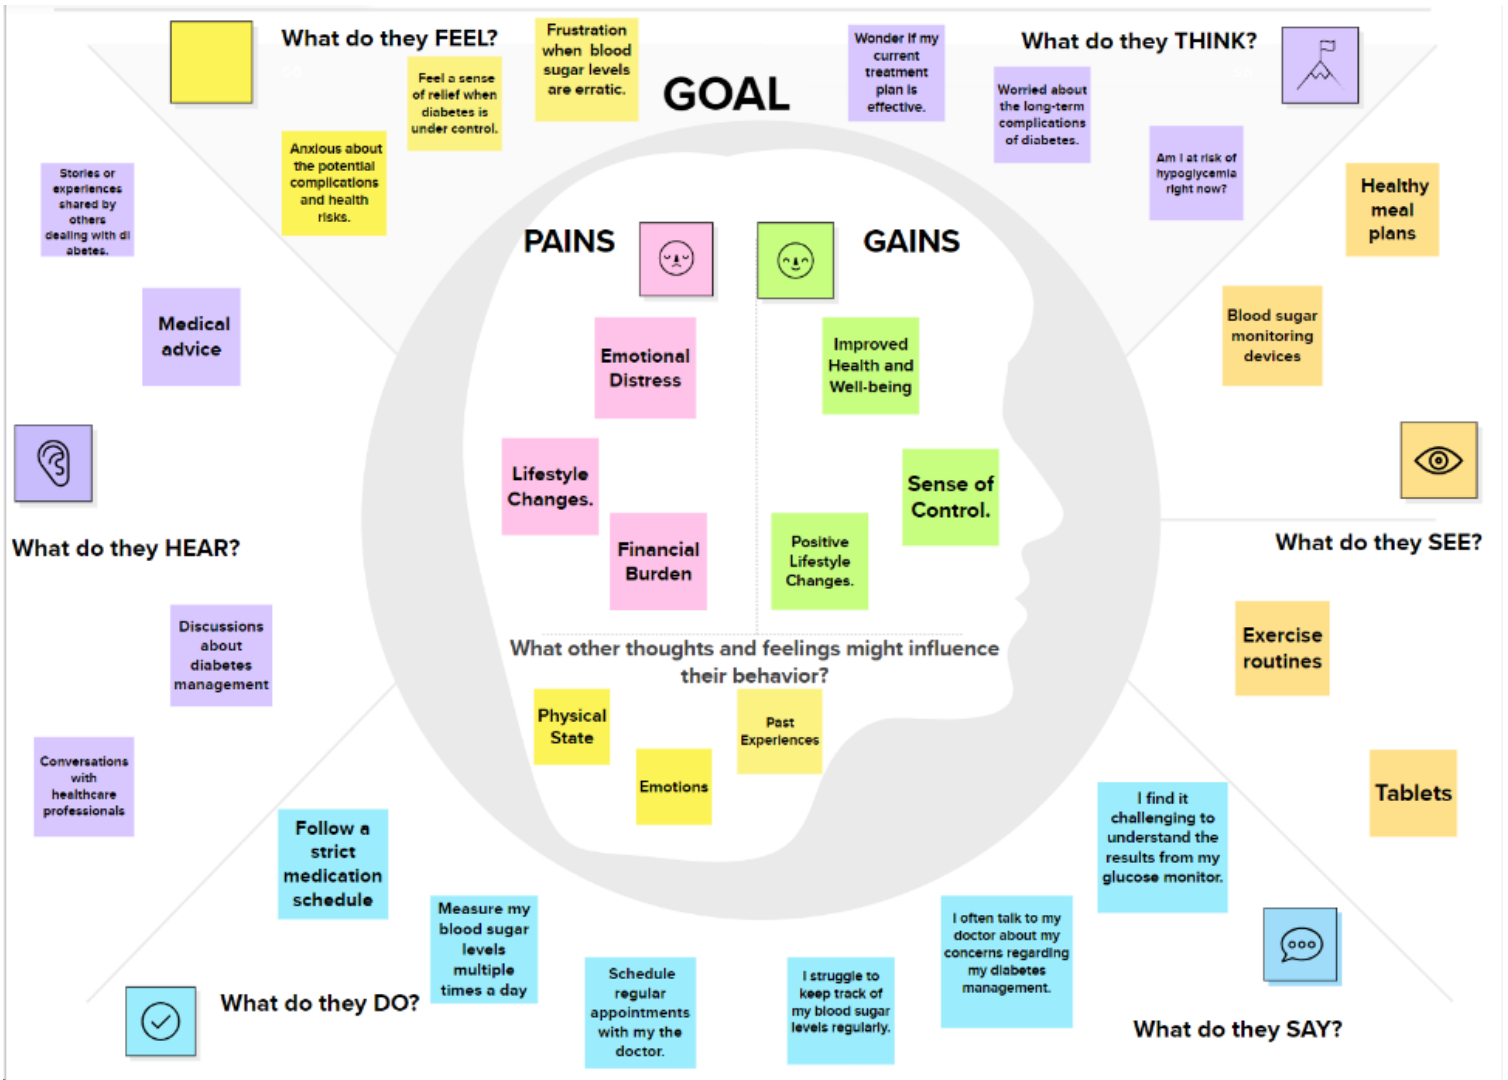 What do they FEEL?
Feel a sense
of relief when
diabetes is
under control.
Anxious about
the potential
complications
and health
risks.
Frustration
when blood
sugar levels
are erratic.
GOAL
What do they THINK?
Wonder if my
current
treatment
plan is
effective.
Worried about
the long-term
complications
of diabetes.
Am I at risk of
hypoglycemia
right now?
Stories or
experiences
shared by
others
dealing with di
abetes.
Medical
advice
What do they HEAR?
Discussions
about
diabetes
management
Conversations
with
healthcare
professionals
PAINS
Emotional
Distress
Lifestyle
Changes.
Financial
Burden
GAINS
Improved
Health and
Well-being
Sense of
Control.
Positive
Lifestyle
Changes.
What other thoughts and feelings might influence
their behavior?
Physical
State
Emotions
Past
Experiences
Healthy
meal
plans
Blood sugar
monitoring
devices
What do they SEE?
Exercise
routines
Tablets
Follow a
strict
medication
schedule
Measure my
blood sugar
levels
multiple
times a day
Schedule
regular
appointments
with my the
doctor.
What do they DO?
I struggle to
keep track of
my blood sugar
levels regularly.
I often talk to my
doctor about my
concerns regarding
my diabetes
management.
I find it
challenging to
understand the
results from my
glucose monitor.
What do they SAY?